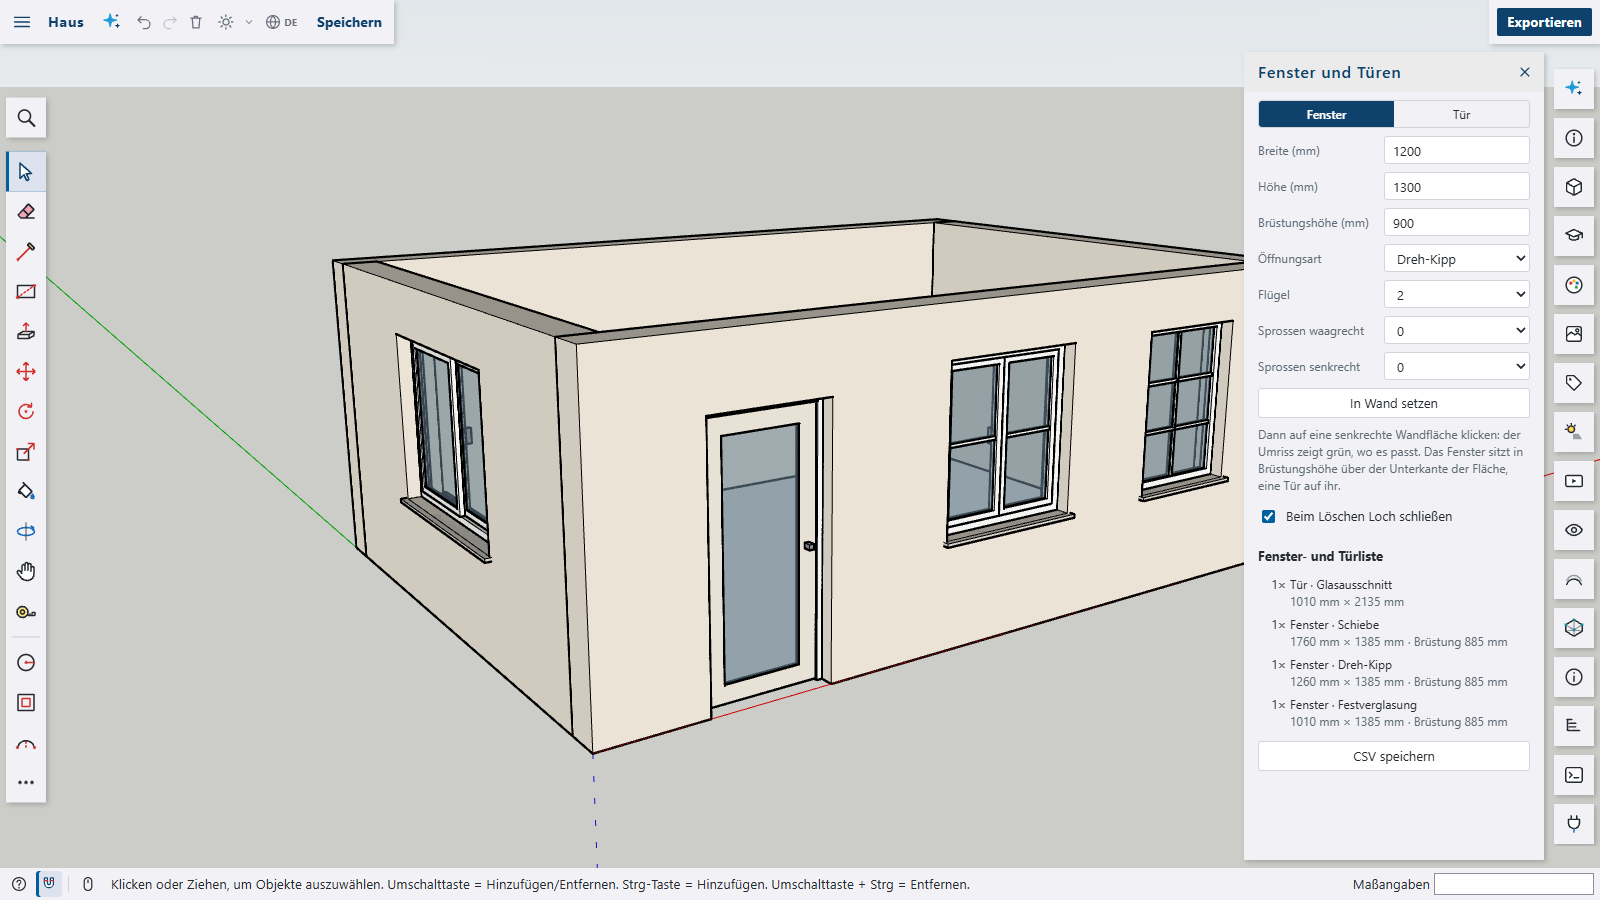 Haus
DE
Speichern
Exportieren
Fenster und Türen
Fenster
Tür
Breite (mm)
1200
Höhe (mm)
1300
Brüstungshöhe (mm)
900
Öffnungsart
Dreh-Kipp
Flügel
2
Sprossen waagrecht
0
Sprossen senkrecht
0
In Wand setzen
Dann auf eine senkrechte Wandfläche klicken: der
Umriss zeigt grün, wo es passt. Das Fenster sitzt in
Brüstungshöhe über der Unterkante der Fläche,
eine Tür auf ihr.
Beim Löschen Loch schließen
Fenster- und Türliste
1× Tür · Glasausschnitt
1010 mm × 2135 mm
1× Fenster · Schiebe
1760 mm × 1385 mm · Brüstung 885 mm
1× Fenster · Dreh-Kipp
1260 mm × 1385 mm · Brüstung 885 mm
1× Fenster · Festverglasung
1010 mm × 1385 mm · Brüstung 885 mm
CSV speichern
Klicken oder Ziehen, um Objekte auszuwählen. Umschalttaste = Hinzufügen/Entfernen. Strg-Taste = Hinzufügen. Umschalttaste + Strg = Entfernen.
Maßangaben